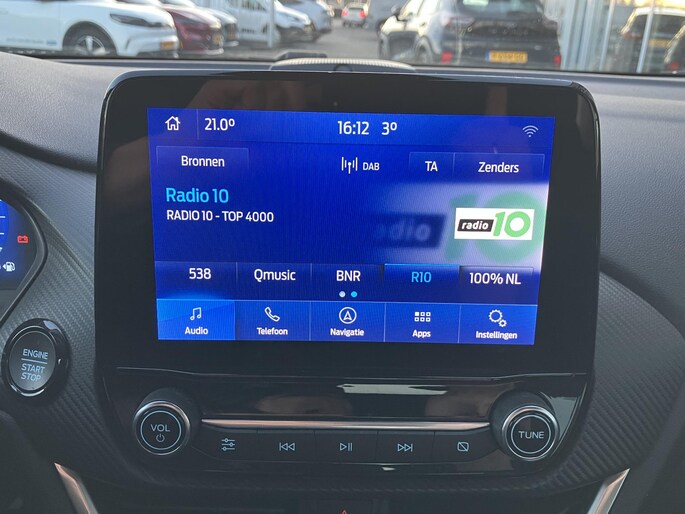 21.0°
16:12 3°
Bronnen
DAB
TA
Zenders
Radio 10
RADIO 10 - TOP 4000
radio 10
538
Qmusic
BNR
R10
100% NL
Audio
Telefoon
Navigatie
Apps
Instellingen
ENGINE
START
STOP
VOL
TUNE